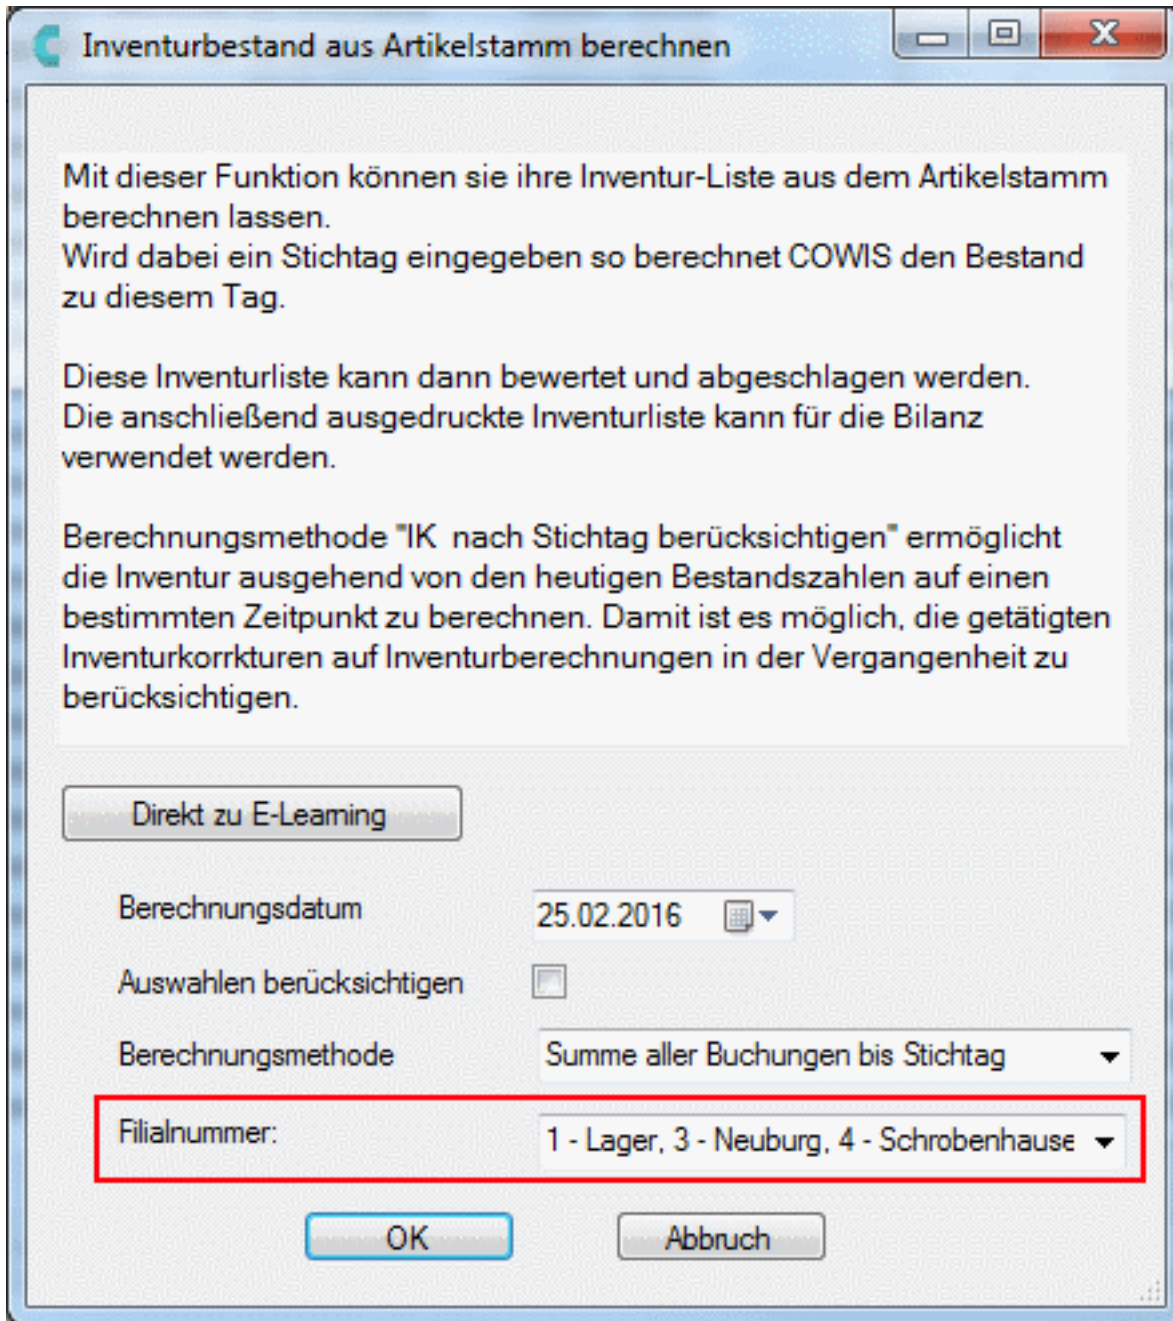 Inventurbestand aus Artikelstamm berechnen
Mit dieser Funktion können sie ihre Inventur-Liste aus dem Artikelstamm
berechnen lassen.
Wird dabei ein Stichtag eingegeben so berechnet COWIS den Bestand
zu diesem Tag.
Diese Inventurliste kann dann bewertet und abgeschlagen werden.
Die anschließend ausgedruckte Inventurliste kann für die Bilanz
verwendet werden.
Berechnungsmethode "IK  nach Stichtag berücksichtigen" ermöglicht
die Inventur ausgehend von den heutigen Bestandszahlen auf einen
bestimmten Zeitpunkt zu berechnen. Damit ist es möglich, die getätigten
Inventurkorrkturen auf Inventurberechnungen in der Vergangenheit zu
berücksichtigen.
Direkt zu E-Learning
Berechnungsdatum 25.02.2016
Auswahlen berücksichtigen
Berechnungsmethode Summe aller Buchungen bis Stichtag
Filialnummer: 1 - Lager, 3 - Neuburg, 4 - Schrobenhause
OK Abbruch